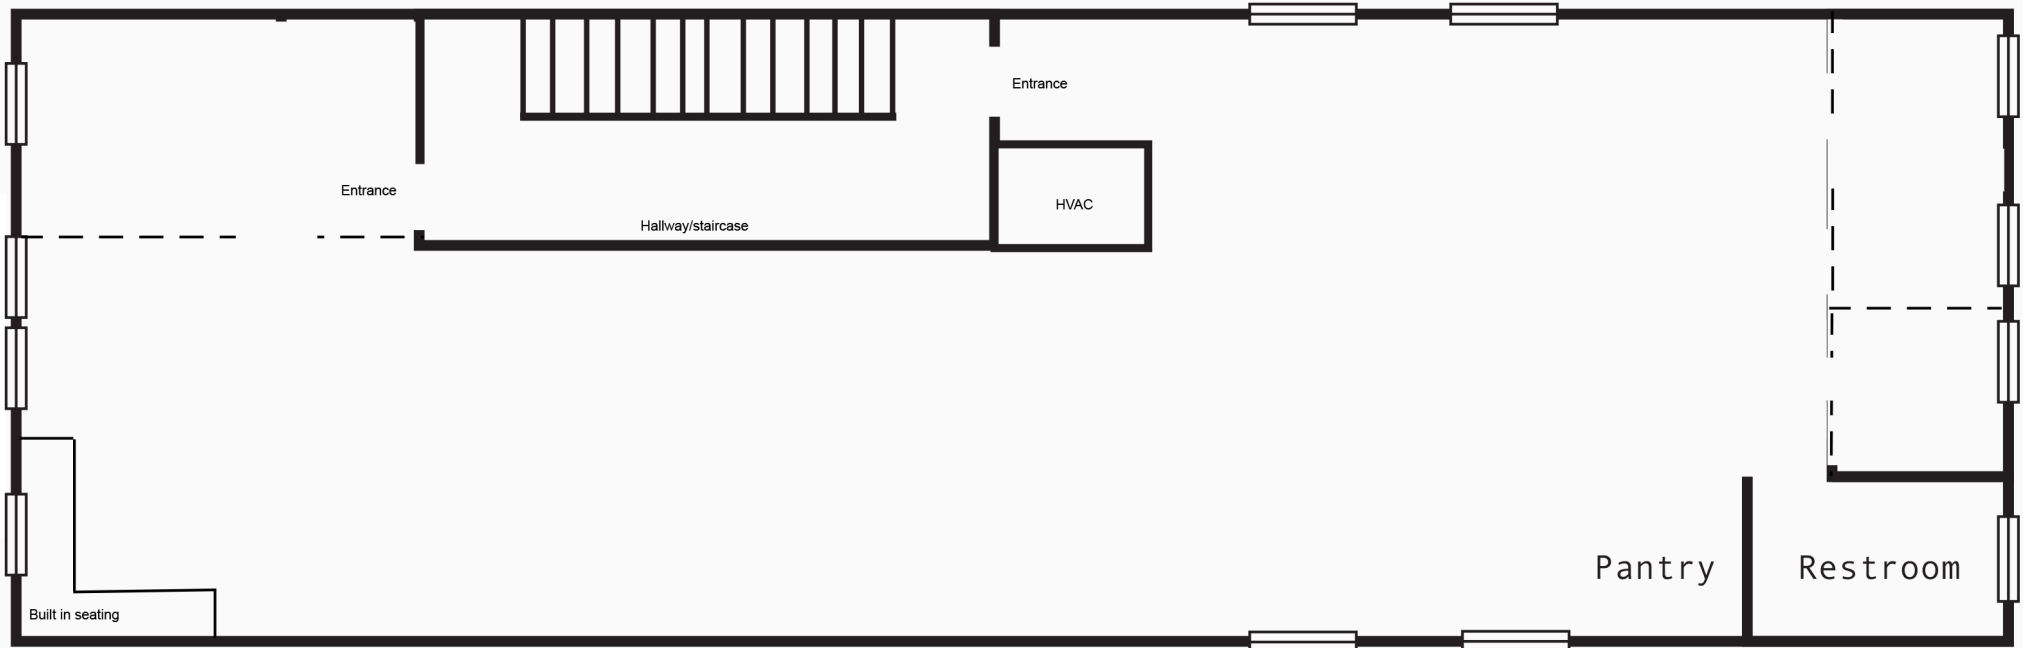 Entrance
Entrance
HVAC
Hallway/staircase
Pantry
Restroom
Built in seating